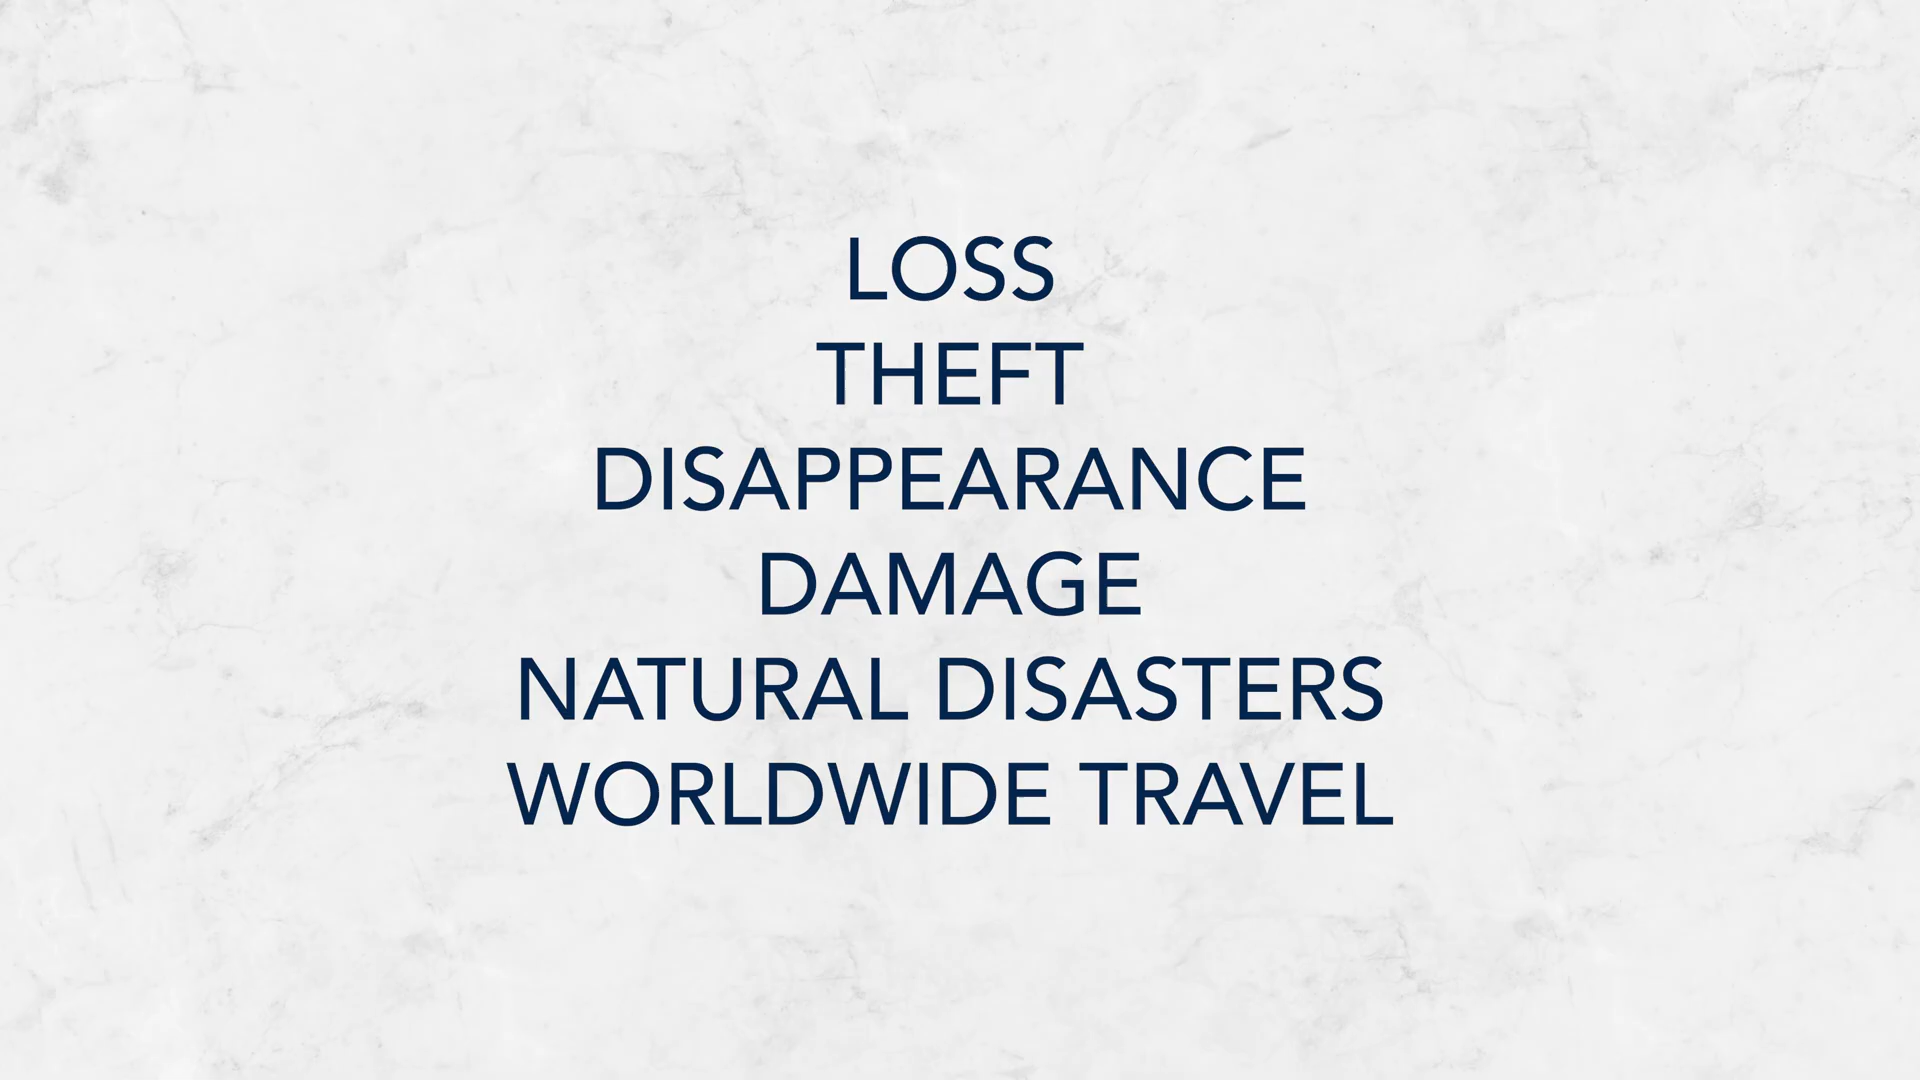 LOSS
THEFT
DISAPPEARANCE
DAMAGE
NATURAL DISASTERS
WORLDWIDE TRAVEL